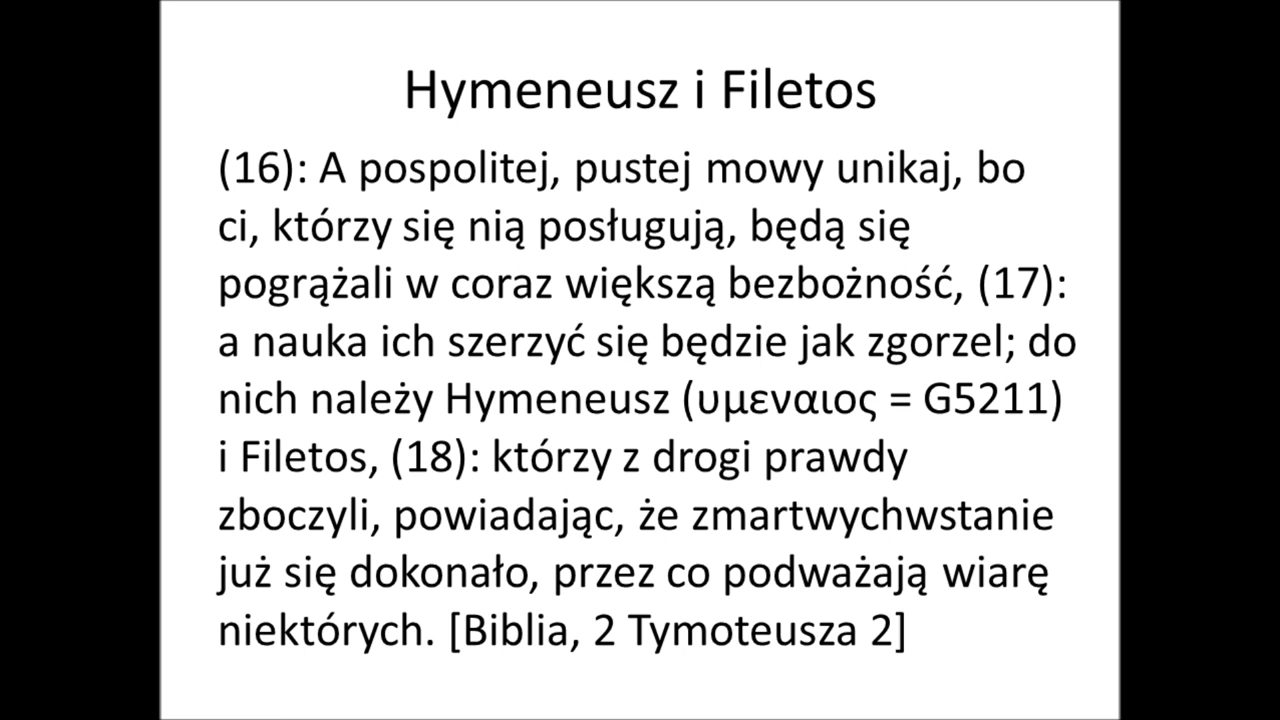 Hymeneusz i Filetos
(16): A pospolitej, pustej mowy unikaj, bo
ci, którzy się nią posługują, będą się
pogrążali w coraz większą bezbożność, (17):
a nauka ich szerzyć się będzie jak zgorzel; do
nich należy Hymeneusz (υμεναιος = G5211)
i Filetos, (18): którzy z drogi prawdy
zboczyli, powiadając, że zmartwychwstanie
już się dokonało, przez co podważają wiarę
niektórych. [Biblia, 2 Tymoteusza 2]